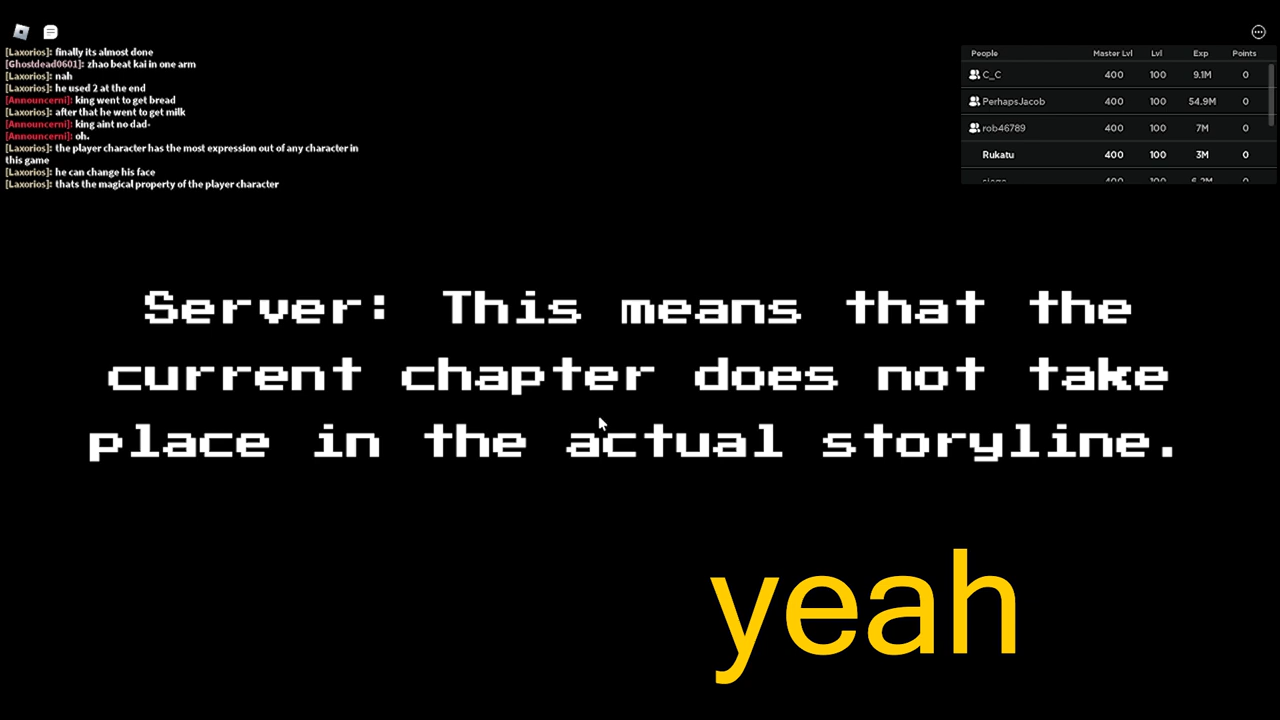 [Laxorios]: finally its almost done
[Ghostdead0601]: zhao beat kai in one arm
[Laxorios]: nah
[Laxorios]: he used 2 at the end
[Announcerni]: king went to get bread
[Laxorios]: after that he went to get milk
[Announcerni]: king aint no dad-
[Announcerni]: oh.
[Laxorios]: the player character has the most expression out of any character in
this game
[Laxorios]: he can change his face
[Laxorios]: thats the magical property of the player character
People Master Lvl Lvl Exp Points
C_C 400 100 9.1M 0
PerhapsJacob 400 100 54.9M 0
rob46789 400 100 7M 0
Rukatu 400 100 3M 0
Server: This means that the
current chapter does not take
place in the actual storyline.
yeah